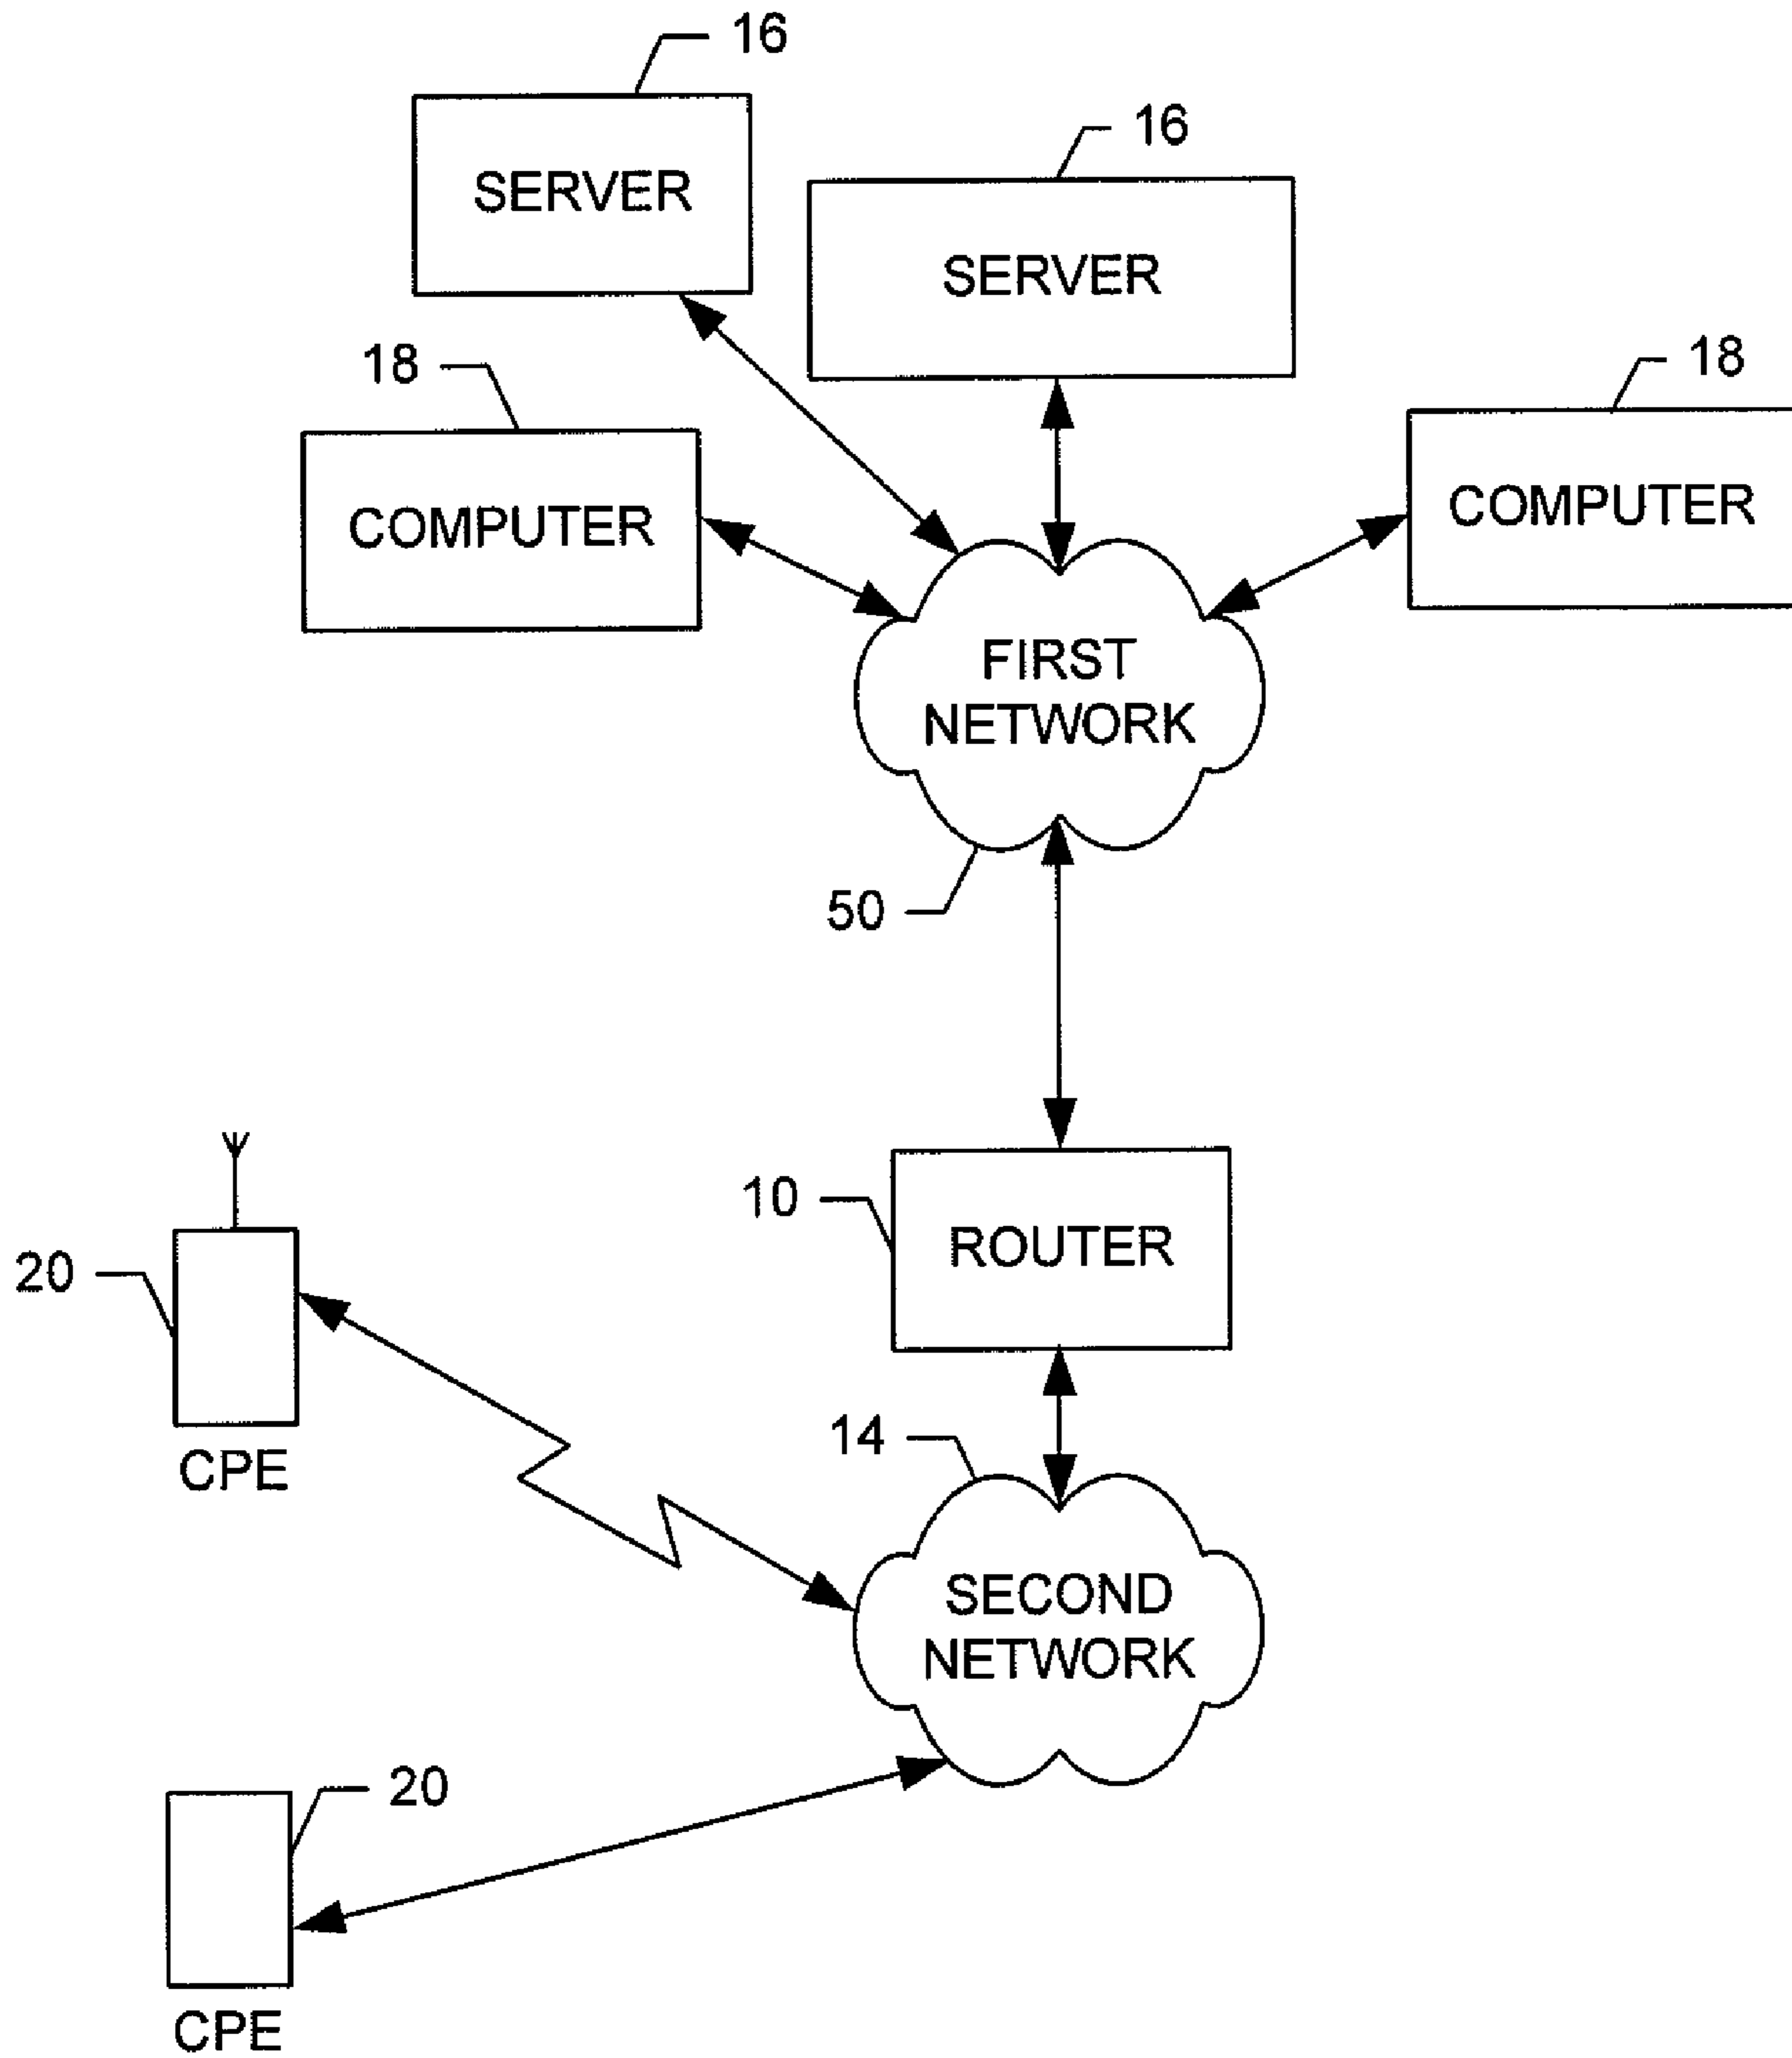 16
SERVER
16
SERVER
18
COMPUTER
18
COMPUTER
FIRST
NETWORK
50
10
ROUTER
20
CPE
14
SECOND
NETWORK
20
CPE